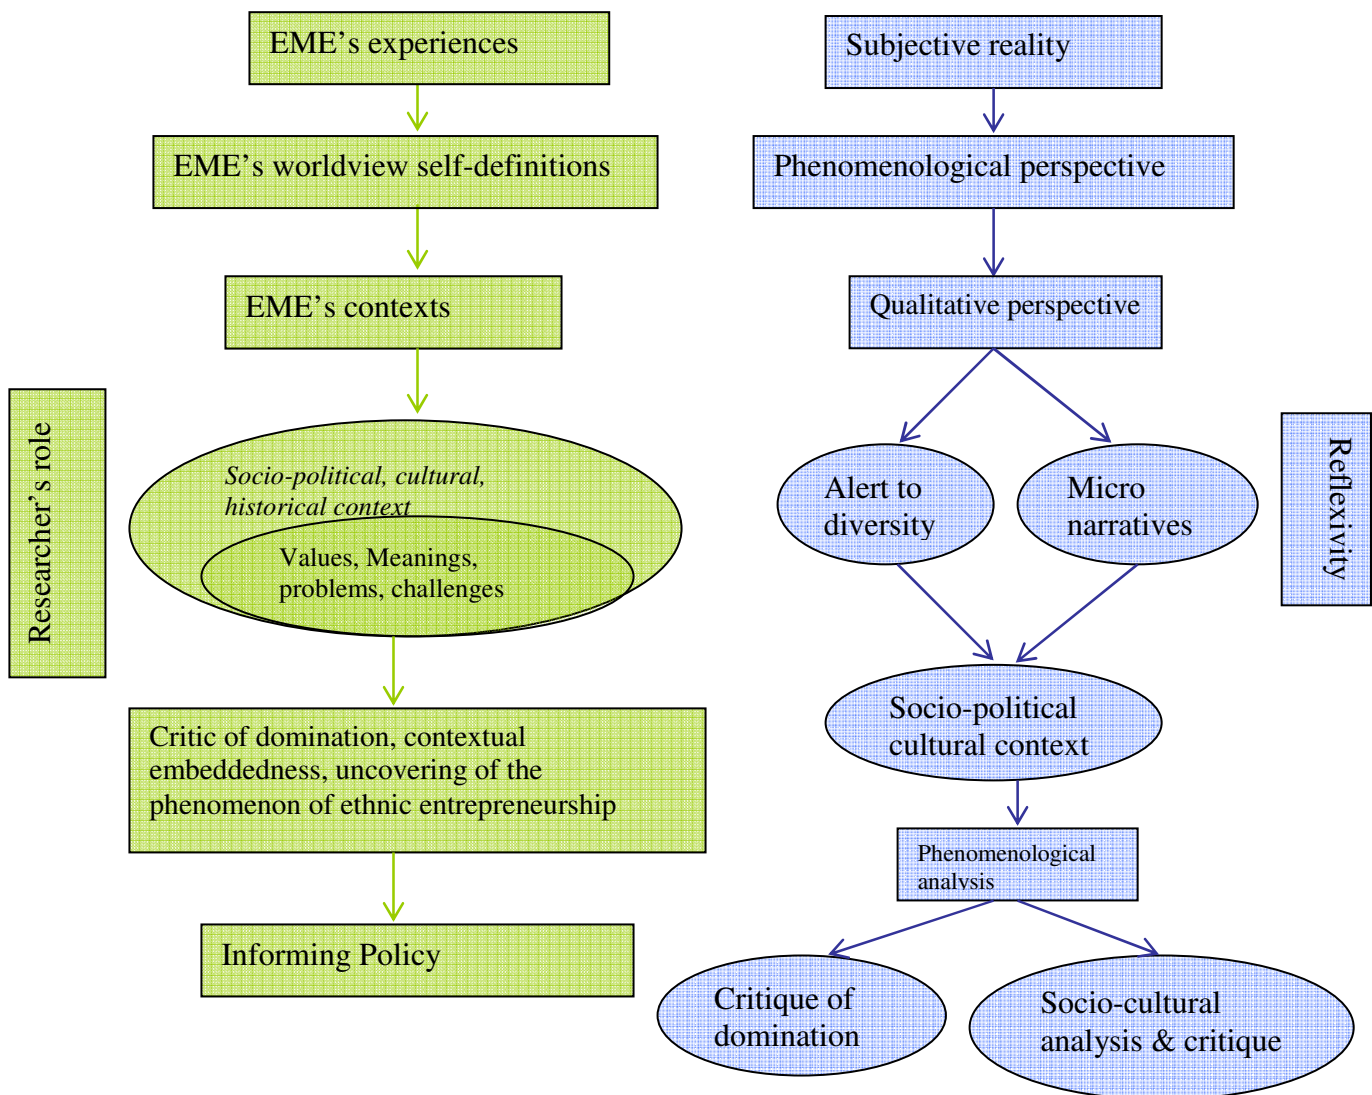 EME's experiences
EME's worldview self-definitions
EME's contexts
Researcher's role
Socio-political, cultural,
historical context
Values, Meanings,
problems, challenges
Critic of domination, contextual
embeddedness, uncovering of the
phenomenon of ethnic entrepreneurship
Informing Policy
Subjective reality
Phenomenological perspective
Qualitative perspective
Alert to
diversity
Micro
narratives
Reflexivity
Socio-political
cultural context
Phenomenological
analysis
Critique of
domination
Socio-cultural
analysis & critique